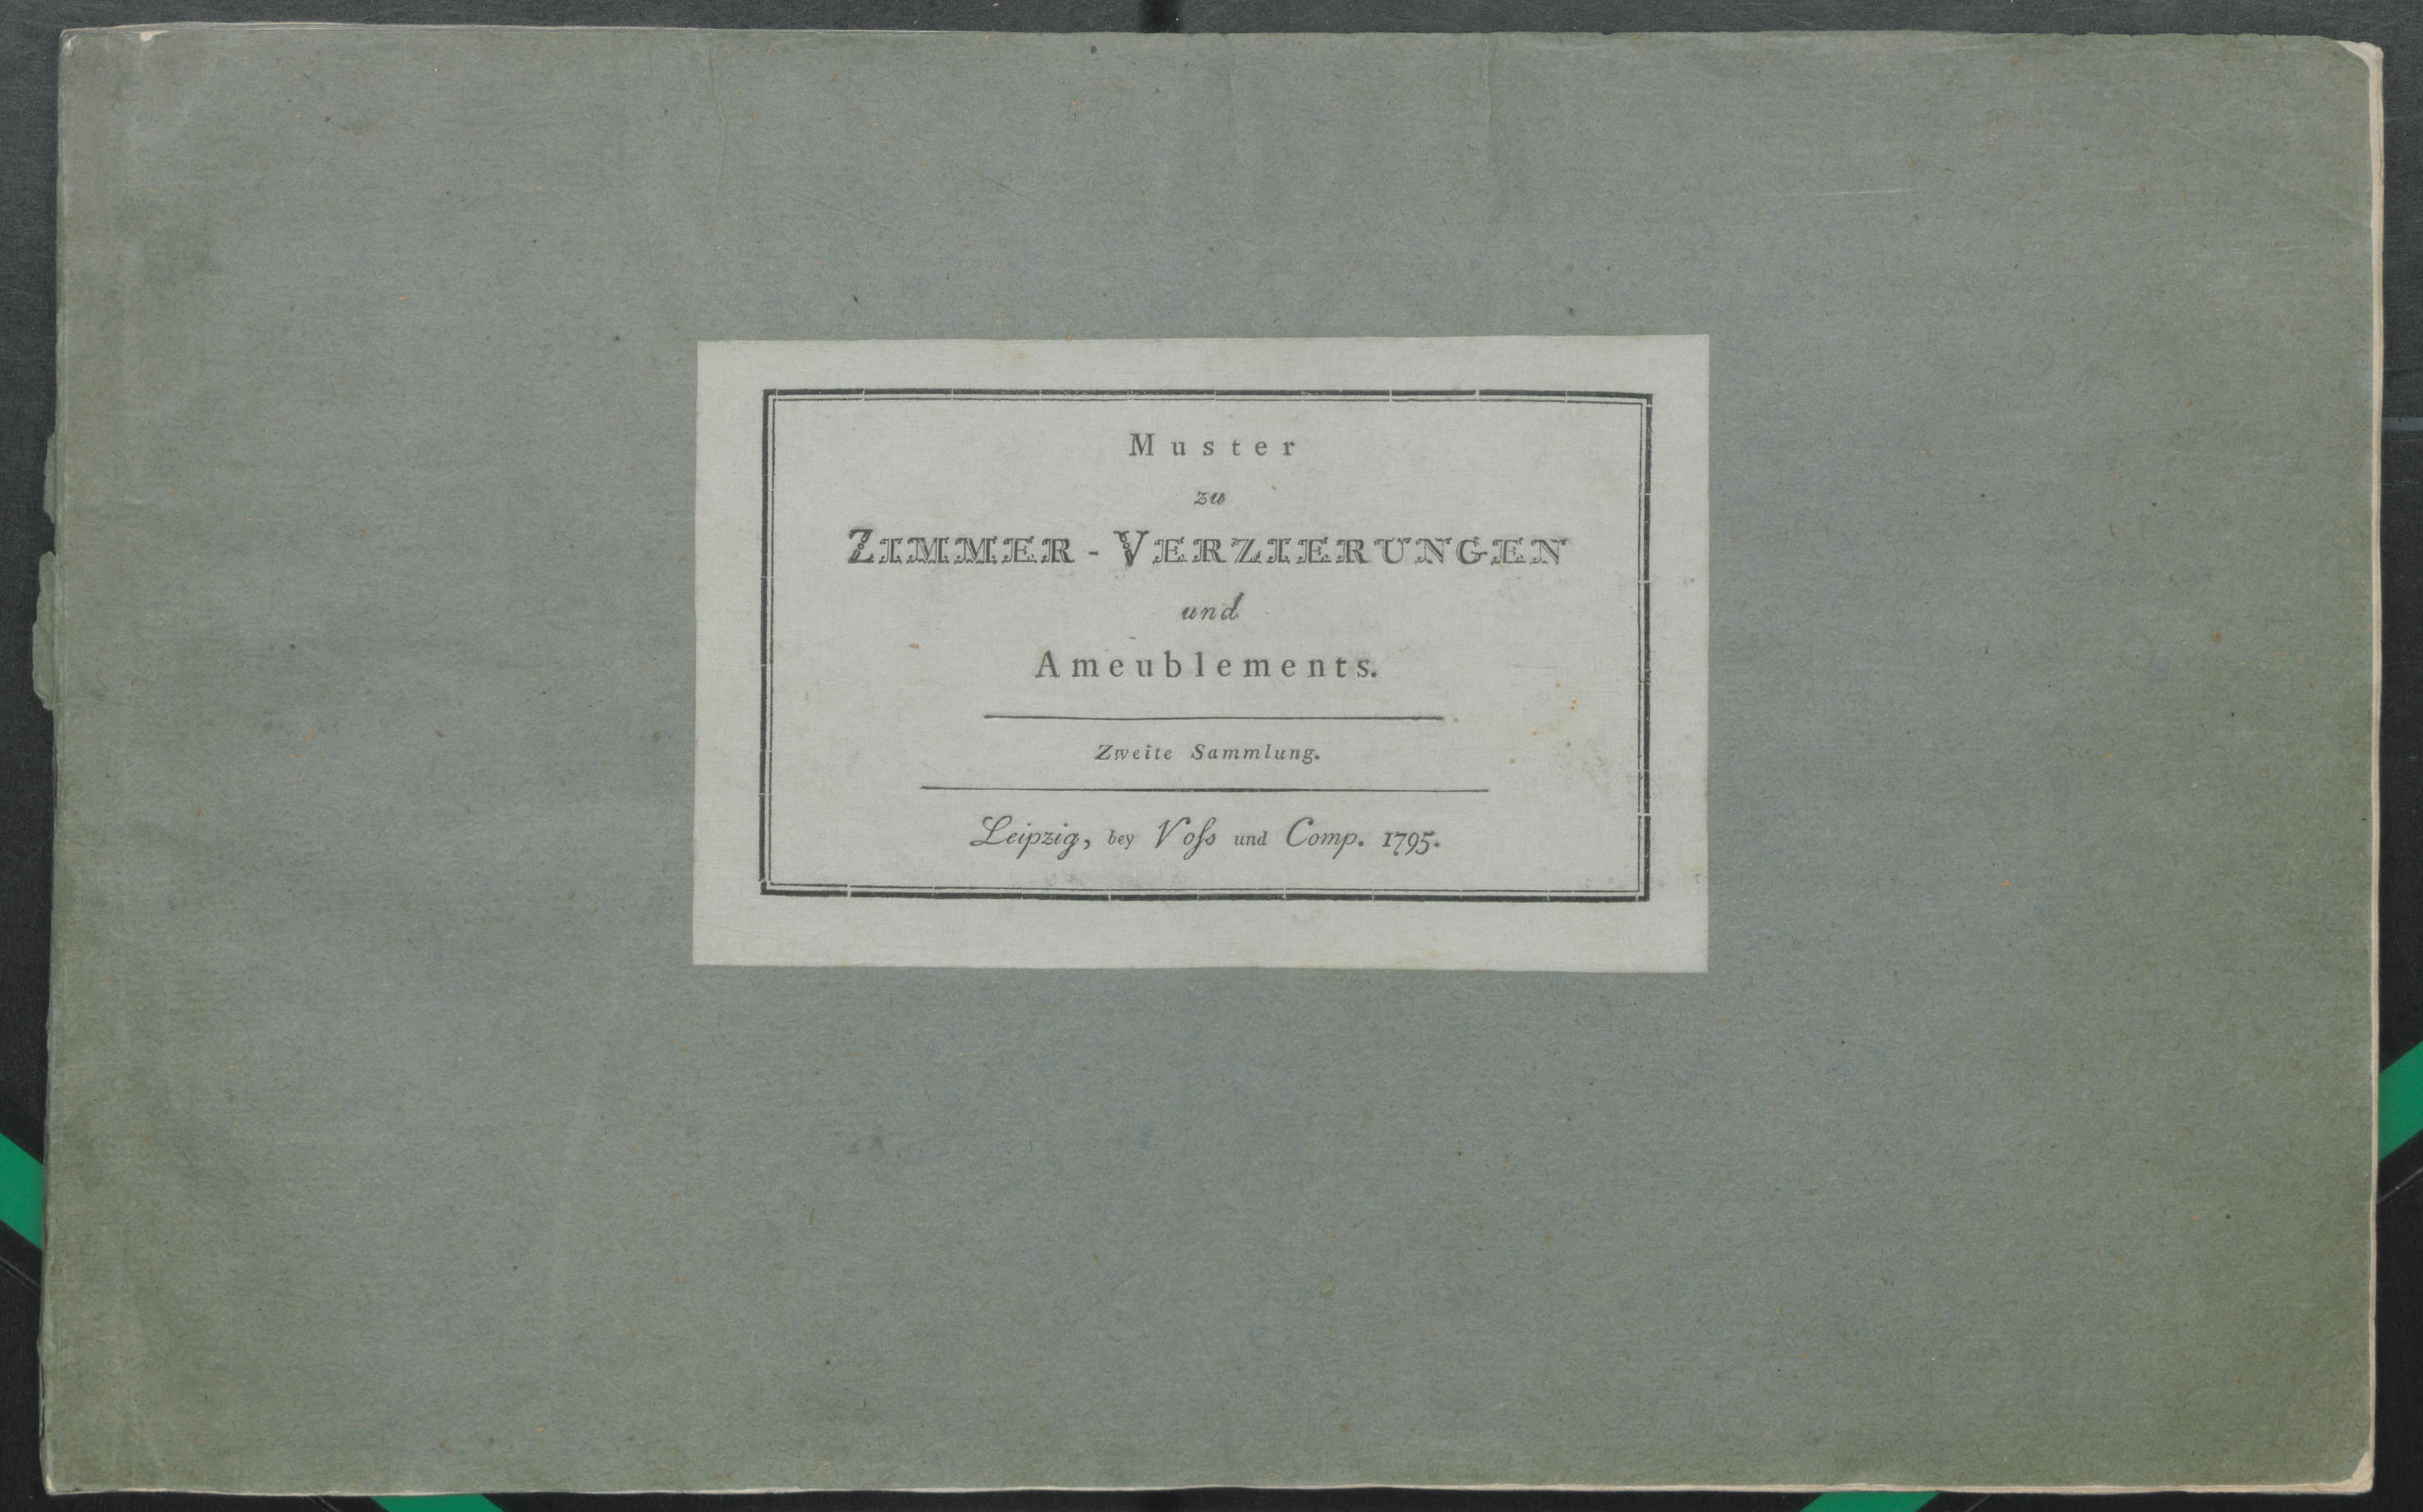 Muster
zu
ZIMMER-VERZIERUNGEN
und
Ameublements.
Zweite Sammlung.
Leipzig, bey Voſs und Comp. 1795.